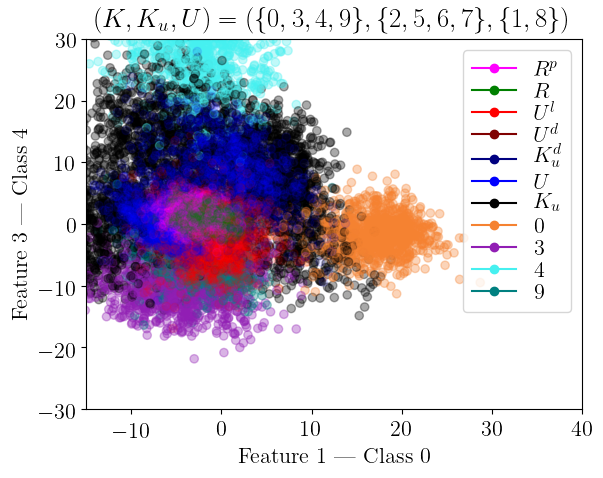 (K, K_u, U) = ({0, 3, 4, 9}, {2, 5, 6, 7}, {1, 8})
30
20
10
0
−10
−20
−30
Feature 3 — Class 4
R^p
R
U^l
U^d
K_u^d
U
K_u
0
3
4
9
−10
0
10
20
30
40
Feature 1 — Class 0